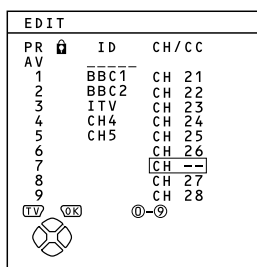 EDIT
PR ID CH/CC
AV _____
1 BBC1 CH 21
2 BBC2 CH 22
3 ITV CH 23
4 CH4 CH 24
5 CH5 CH 25
6 CH 26
7 CH --
8 CH 27
9 CH 28
TV OK 0-9